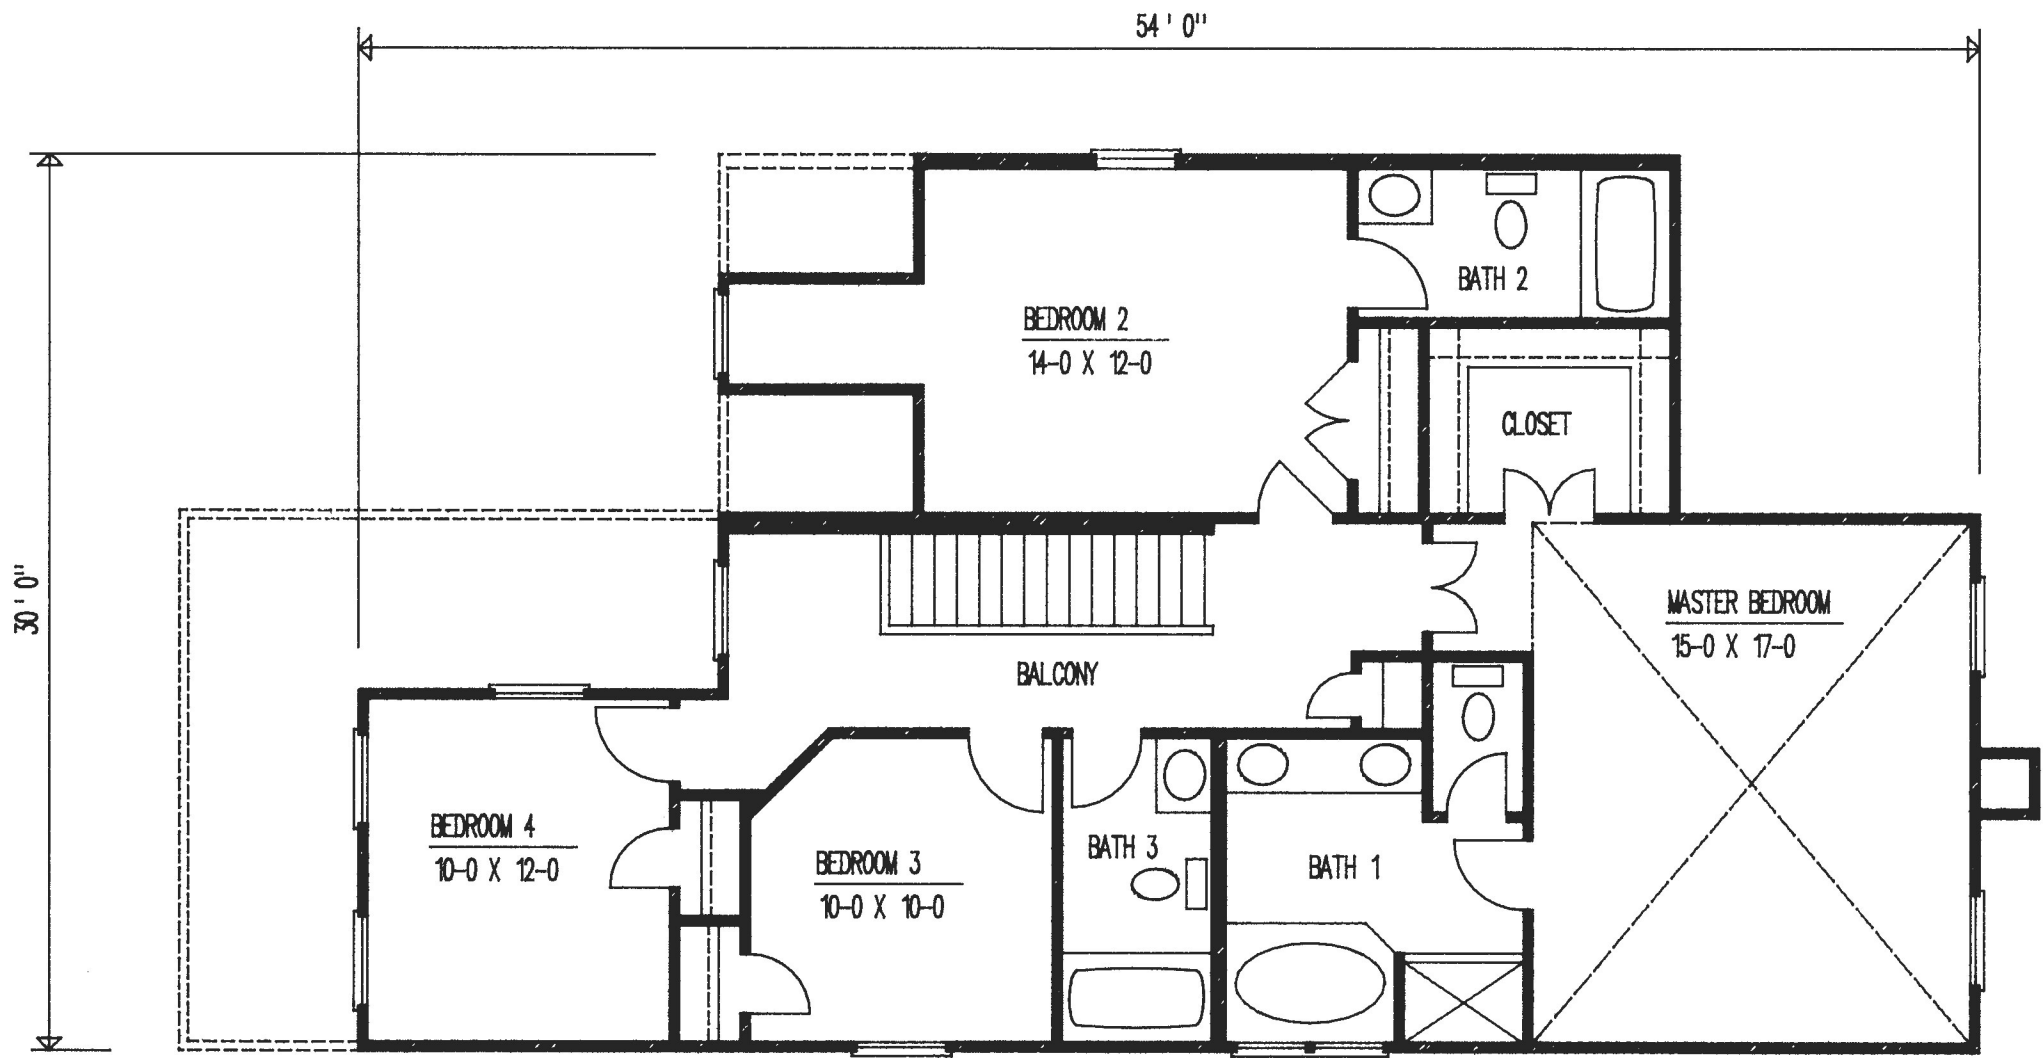 54' 0"
30' 0"
BEDROOM 2
14-0 X 12-0
BATH 2
CLOSET
MASTER BEDROOM
15-0 X 17-0
BALCONY
BEDROOM 4
10-0 X 12-0
BEDROOM 3
10-0 X 10-0
BATH 3
BATH 1